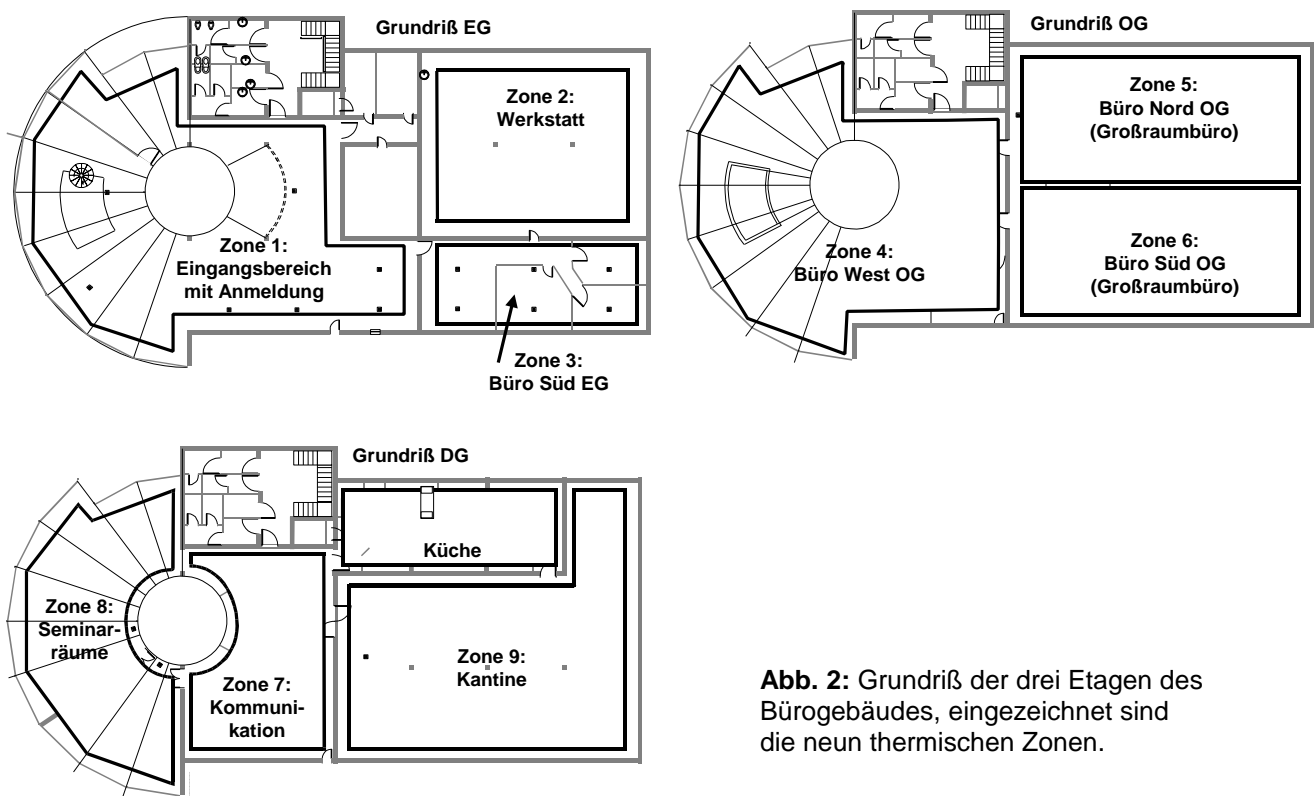 Grundriß EG
Zone 2:
Werkstatt
Zone 1:
Eingangsbereich
mit Anmeldung
Zone 3:
Büro Süd EG
Grundriß OG
Zone 5:
Büro Nord OG
(Großraumbüro)
Zone 4:
Büro West OG
Zone 6:
Büro Süd OG
(Großraumbüro)
Grundriß DG
Küche
Zone 8:
Seminar-
räume
Zone 7:
Kommuni-
kation
Zone 9:
Kantine
Abb. 2: Grundriß der drei Etagen des
Bürogebäudes, eingezeichnet sind
die neun thermischen Zonen.